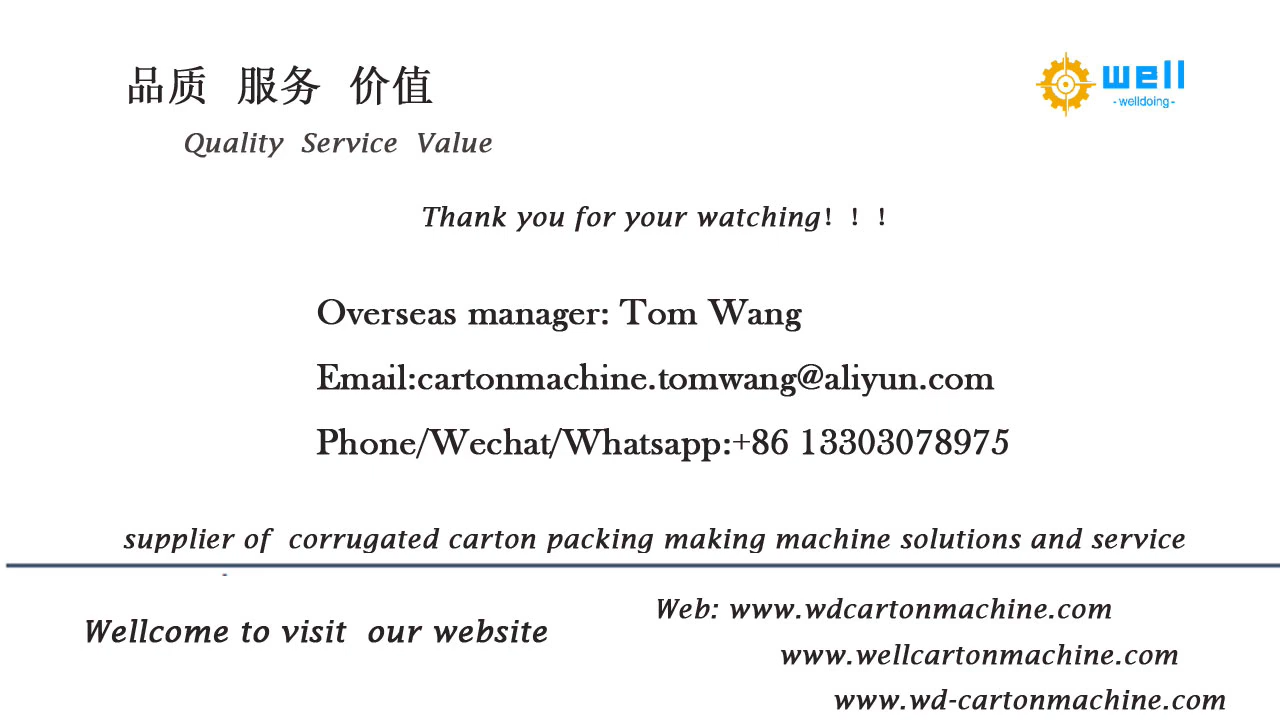 品质 服务 价值
Quality Service Value
well
-welldoing-
Thank you for your watching！！！
Overseas manager: Tom Wang
Email:cartonmachine.tomwang@aliyun.com
Phone/Wechat/Whatsapp:+86 13303078975
supplier of corrugated carton packing making machine solutions and service
Wellcome to visit our website
Web: www.wdcartonmachine.com
www.wellcartonmachine.com
www.wd-cartonmachine.com